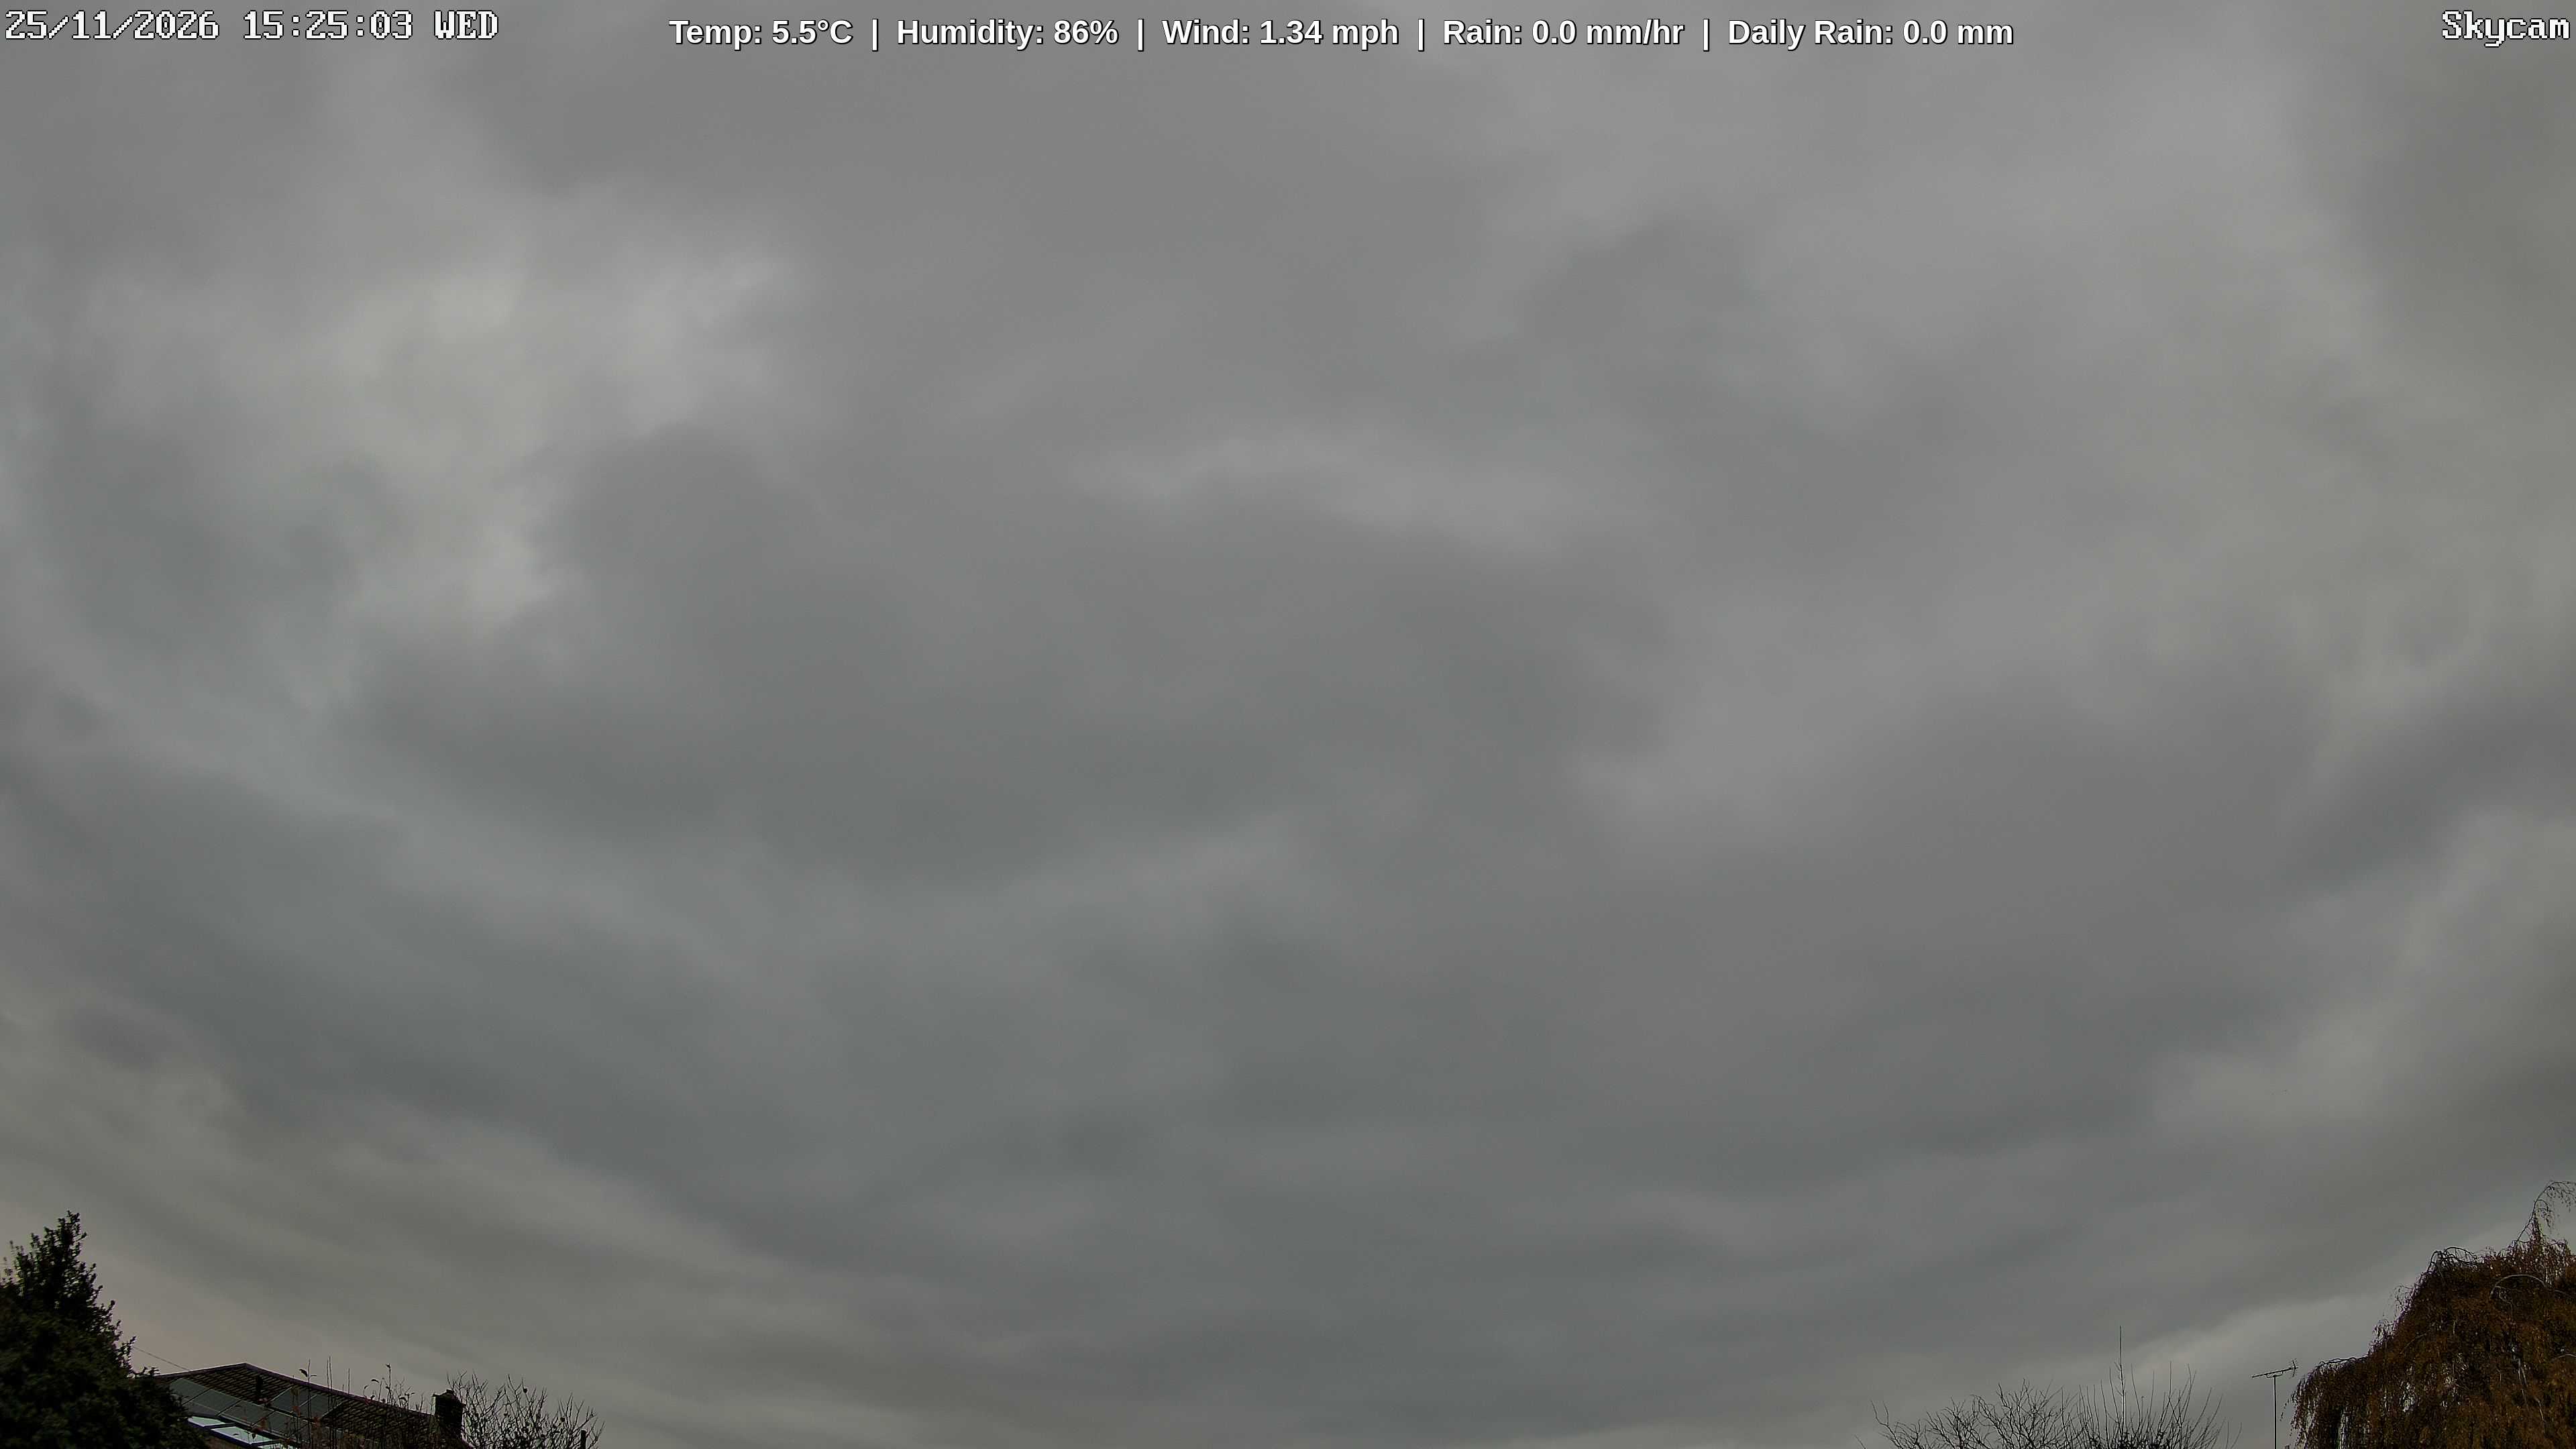 25/11/2026 15:25:03 WED
Temp: 5.5°C | Humidity: 86% | Wind: 1.34 mph | Rain: 0.0 mm/hr | Daily Rain: 0.0 mm
Skycam